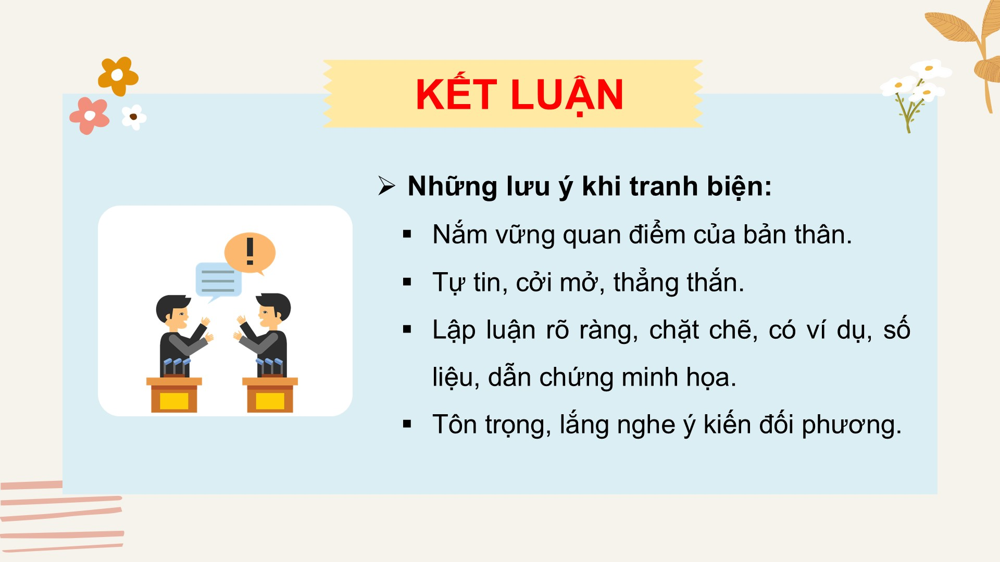 KẾT LUẬN
➢ Những lưu ý khi tranh biện:
▪ Nắm vững quan điểm của bản thân.
▪ Tự tin, cởi mở, thẳng thắn.
▪ Lập luận rõ ràng, chặt chẽ, có ví dụ, số
liệu, dẫn chứng minh họa.
▪ Tôn trọng, lắng nghe ý kiến đối phương.
!